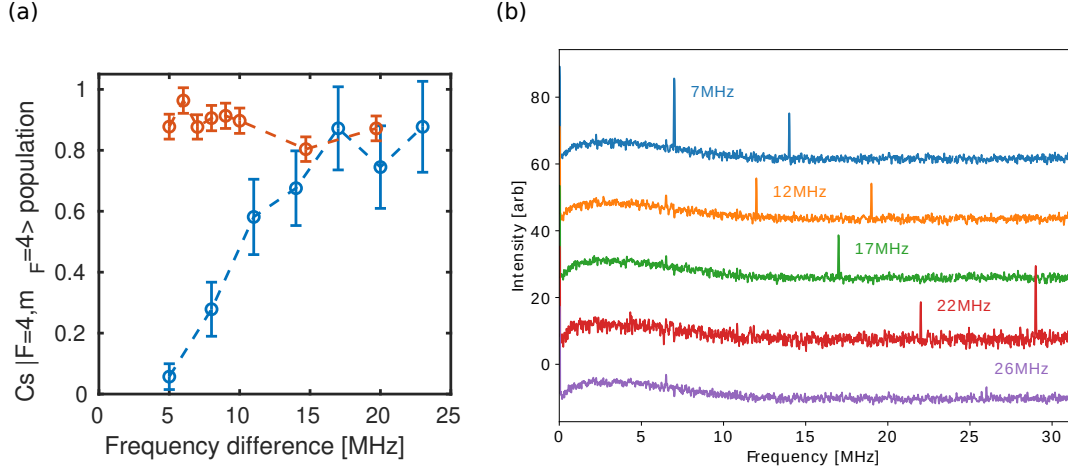 (a)
(b)
Cs |F=4,m F=4> population
1
0.8
0.6
0.4
0.2
0
0
5
10
15
20
25
Frequency difference [MHz]
Intensity [arb]
80
60
40
20
0
7MHz
12MHz
17MHz
22MHz
26MHz
0
5
10
15
20
25
30
Frequency [MHz]